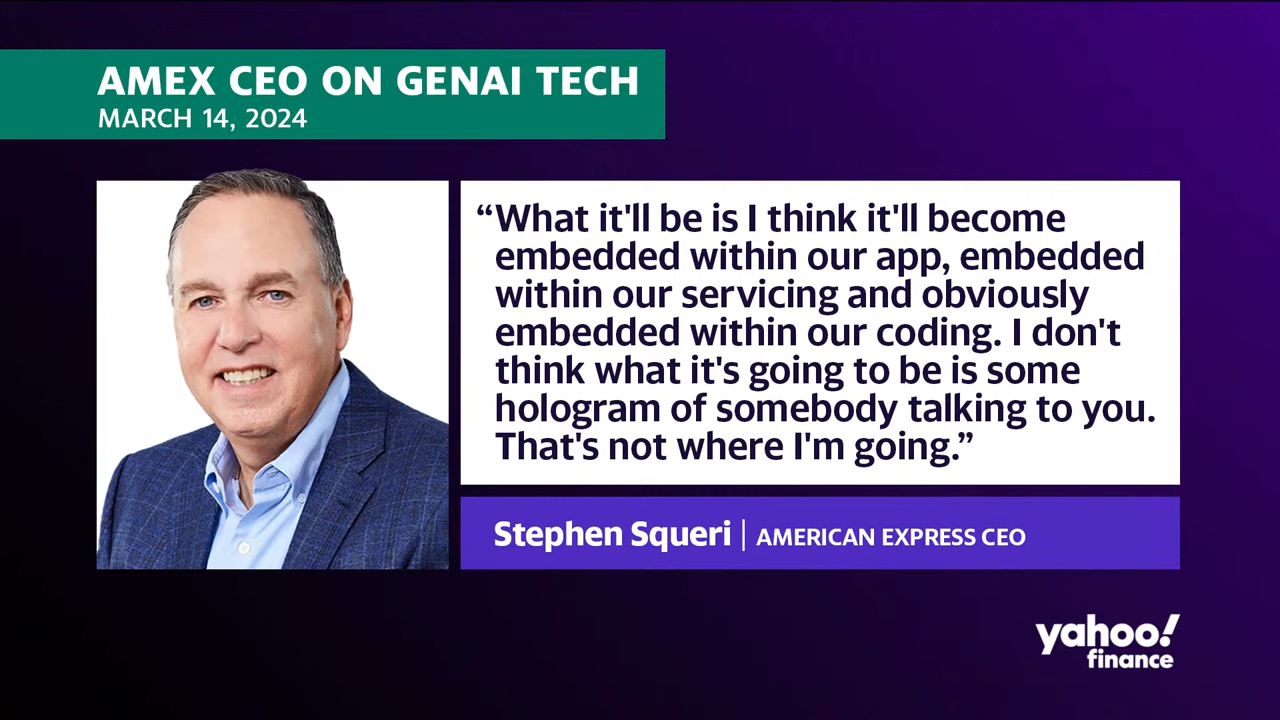 AMEX CEO ON GENAI TECH
MARCH 14, 2024
“What it'll be is I think it'll become
embedded within our app, embedded
within our servicing and obviously
embedded within our coding. I don't
think what it's going to be is some
hologram of somebody talking to you.
That's not where I'm going.”
Stephen Squeri | AMERICAN EXPRESS CEO
yahoo!
finance